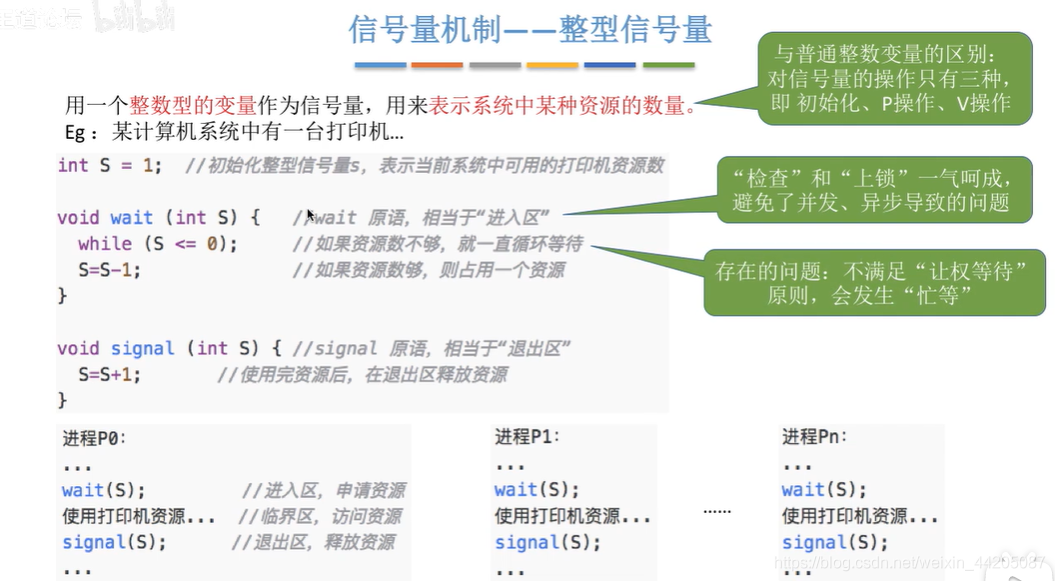 信号量机制——整型信号量
与普通整数变量的区别：
对信号量的操作只有三种，
即 初始化、P操作、V操作
用一个整数型的变量作为信号量，用来表示系统中某种资源的数量。
Eg：某计算机系统中有一台打印机...
int S = 1;  //初始化整型信号量s，表示当前系统中可用的打印机资源数
“检查”和“上锁”一气呵成，
避免了并发、异步导致的问题
void wait (int S) {  //wait 原语，相当于“进入区”
while (S <= 0);  //如果资源数不够，就一直循环等待
S=S-1;  //如果资源数够，则占用一个资源
}
存在的问题：不满足“让权等待”
原则，会发生“忙等”
void signal (int S) { //signal 原语，相当于“退出区”
S=S+1;  //使用完资源后，在退出区释放资源
}
进程P0：
...
wait(S);  //进入区，申请资源
使用打印机资源...  //临界区，访问资源
signal(S);  //退出区，释放资源
...
进程P1：
...
wait(S);
使用打印机资源...
signal(S);
...
......
进程Pn：
...
wait(S);
使用打印机资源...
signal(S);
...
https://blog.csdn.net/weixin_44205087